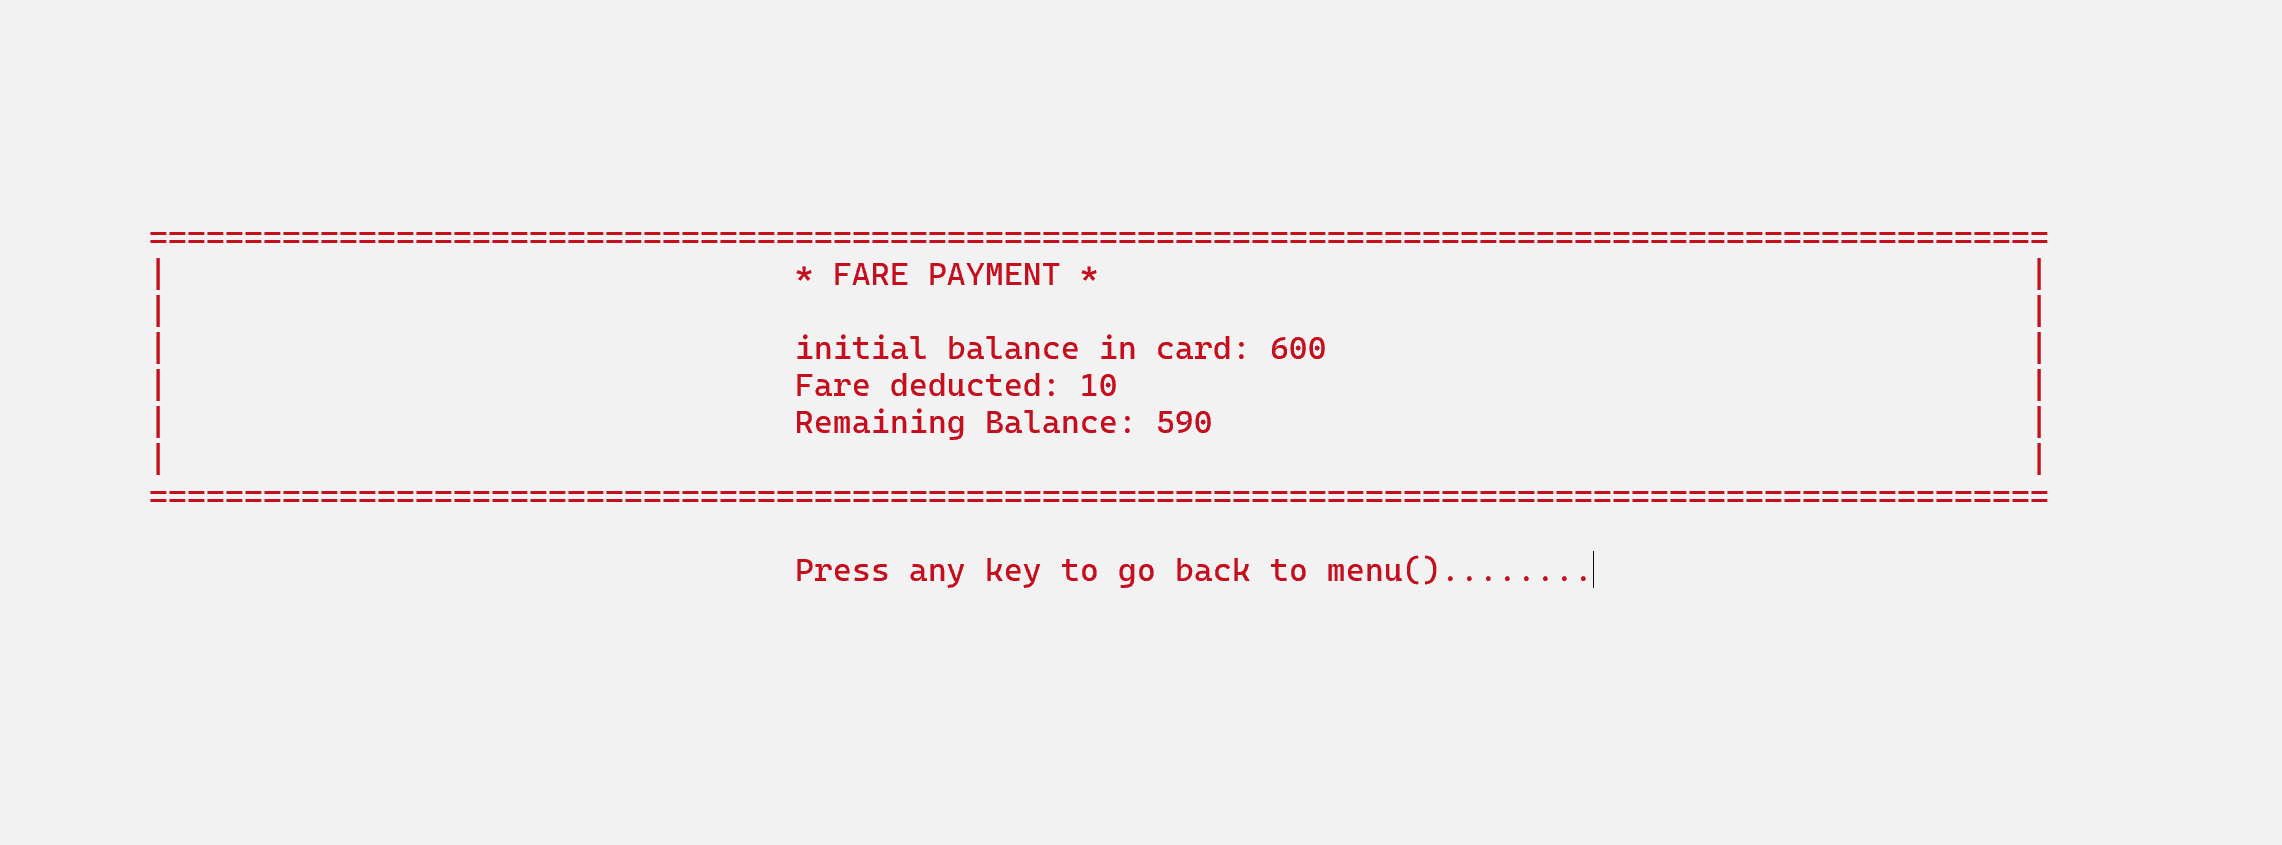 ====================================================================================================
| * FARE PAYMENT * |
| |
| initial balance in card: 600 |
| Fare deducted: 10 |
| Remaining Balance: 590 |
| |
====================================================================================================
Press any key to go back to menu()........